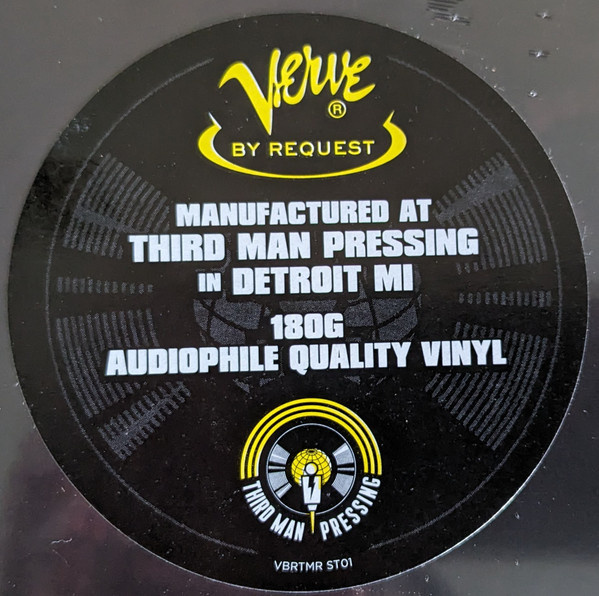 Verve®
BY REQUEST
MANUFACTURED AT
THIRD MAN PRESSING
IN DETROIT MI
180G
AUDIOPHILE QUALITY VINYL
THIRD MAN PRESSING
VBRTMR ST01